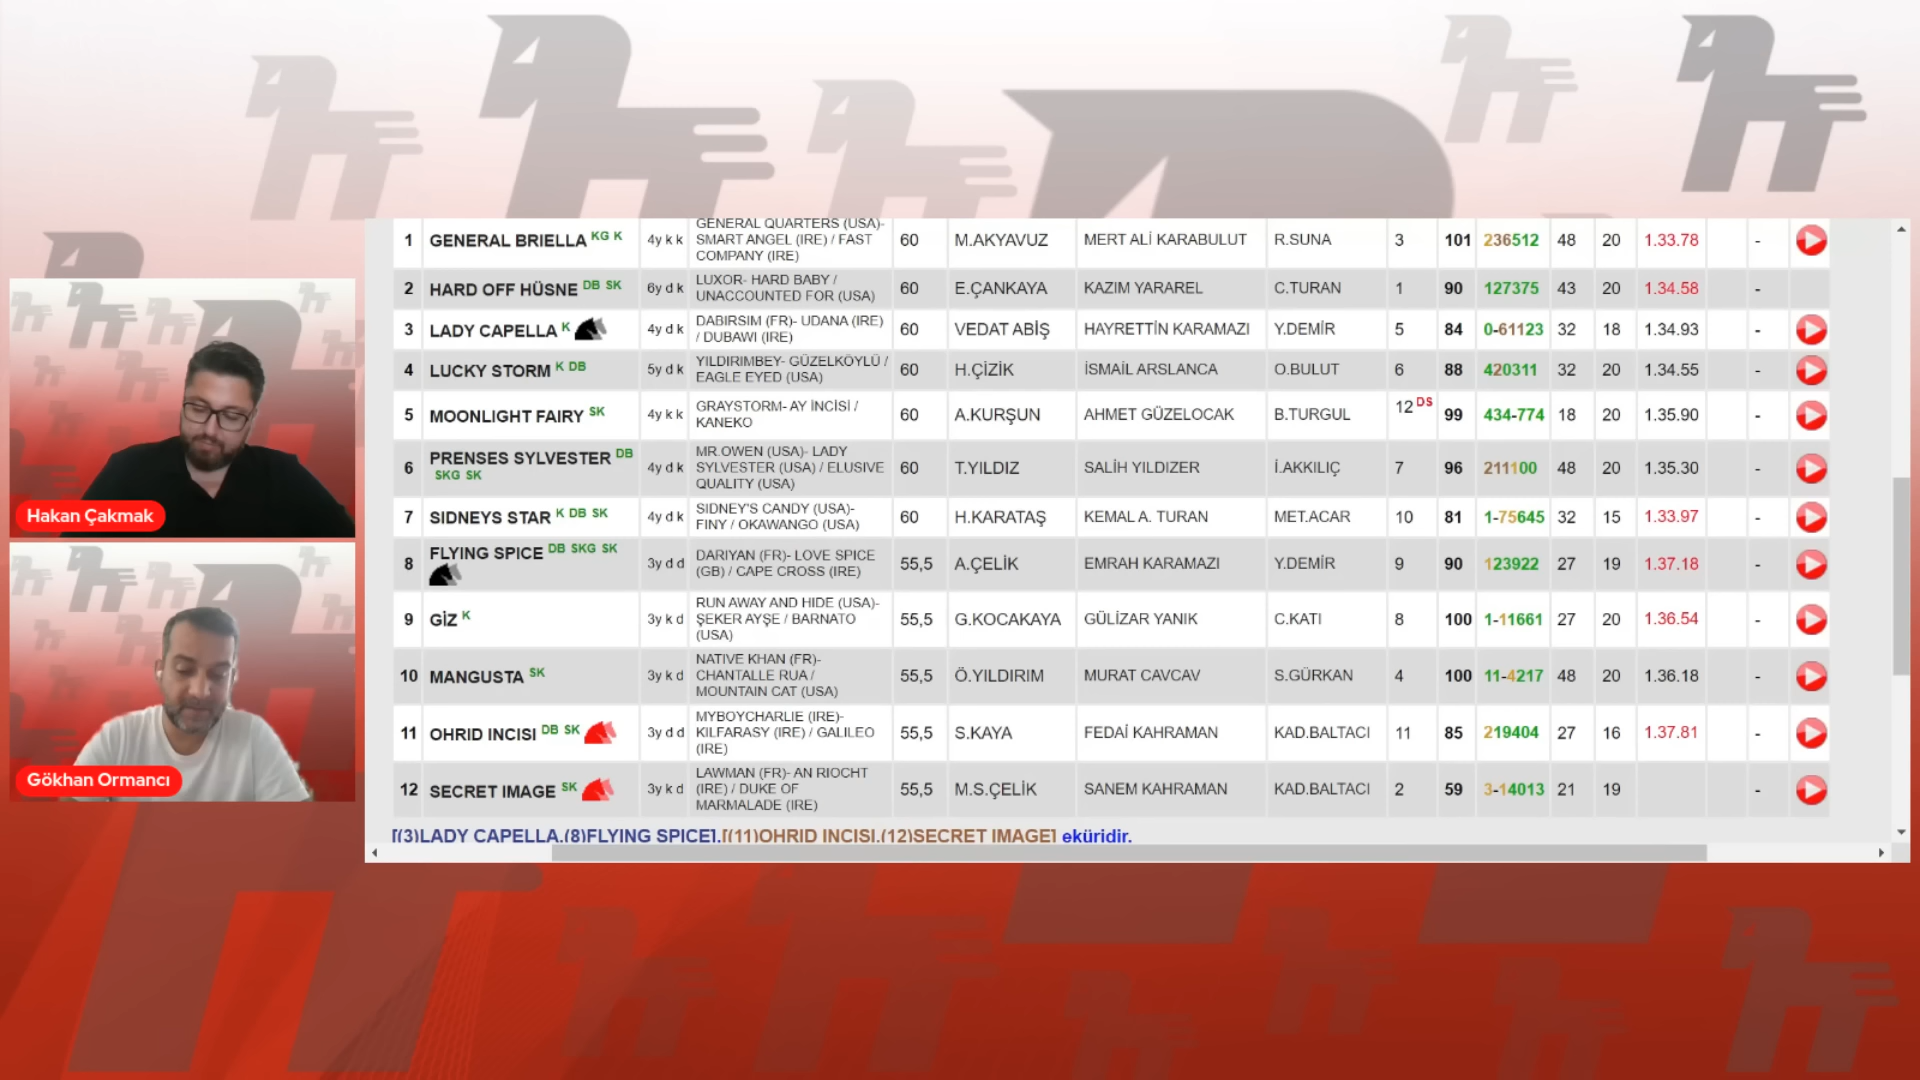 Hakan Çakmak
Gökhan Ormancı
1 GENERAL BRIELLA KG K 4y k k GENERAL QUARTERS (USA)- SMART ANGEL (IRE) / FAST COMPANY (IRE) 60 M.AKYAVUZ MERT ALİ KARABULUT R.SUNA 3 101 236512 48 20 1.33.78 -
2 HARD OFF HÜSNE DB SK 6y d k LUXOR- HARD BABY / UNACCOUNTED FOR (USA) 60 E.ÇANKAYA KAZIM YARAREL C.TURAN 1 90 127375 43 20 1.34.58 -
3 LADY CAPELLA K 4y d k DABIRSIM (FR)- UDANA (IRE) / DUBAWI (IRE) 60 VEDAT ABİŞ HAYRETTİN KARAMAZI Y.DEMİR 5 84 0-61123 32 18 1.34.93 -
4 LUCKY STORM K DB 5y d k YILDIRIMBEY- GÜZELKÖYLÜ / EAGLE EYED (USA) 60 H.ÇİZİK İSMAİL ARSLANCA O.BULUT 6 88 420311 32 20 1.34.55 -
5 MOONLIGHT FAIRY SK 4y k k GRAYSTORM- AY İNCİSİ / KANEKO 60 A.KURŞUN AHMET GÜZELOCAK B.TURGUL 12 DS 99 434-774 18 20 1.35.90 -
6 PRENSES SYLVESTER DB SKG SK 4y d k MR.OWEN (USA)- LADY SYLVESTER (USA) / ELUSIVE QUALITY (USA) 60 T.YILDIZ SALİH YILDIZER İ.AKKILIÇ 7 96 211100 48 20 1.35.30 -
7 SIDNEYS STAR K DB SK 4y d k SIDNEY'S CANDY (USA)- FINY / OKAWANGO (USA) 60 H.KARATAŞ KEMAL A. TURAN MET.ACAR 10 81 1-75645 32 15 1.33.97 -
8 FLYING SPICE DB SKG SK 3y d d DARIYAN (FR)- LOVE SPICE (GB) / CAPE CROSS (IRE) 55,5 A.ÇELİK EMRAH KARAMAZI Y.DEMİR 9 90 123922 27 19 1.37.18 -
9 GİZ K 3y k d RUN AWAY AND HIDE (USA)- ŞEKER AYŞE / BARNATO (USA) 55,5 G.KOCAKAYA GÜLİZAR YANIK C.KATI 8 100 1-11661 27 20 1.36.54 -
10 MANGUSTA SK 3y k d NATIVE KHAN (FR)- CHANTALLE RUA / MOUNTAIN CAT (USA) 55,5 Ö.YILDIRIM MURAT CAVCAV S.GÜRKAN 4 100 11-4217 48 20 1.36.18 -
11 OHRID INCISI DB SK 3y d d MYBOYCHARLIE (IRE)- KILFARASY (IRE) / GALILEO (IRE) 55,5 S.KAYA FEDAİ KAHRAMAN KAD.BALTACI 11 85 219404 27 16 1.37.81 -
12 SECRET IMAGE SK 3y k d LAWMAN (FR)- AN RIOCHT (IRE) / DUKE OF MARMALADE (IRE) 55,5 M.S.ÇELİK SANEM KAHRAMAN KAD.BALTACI 2 59 3-14013 21 19 -
[(3)LADY CAPELLA,(8)FLYING SPICE],[(11)OHRID INCISI,(12)SECRET IMAGE] eküridir.